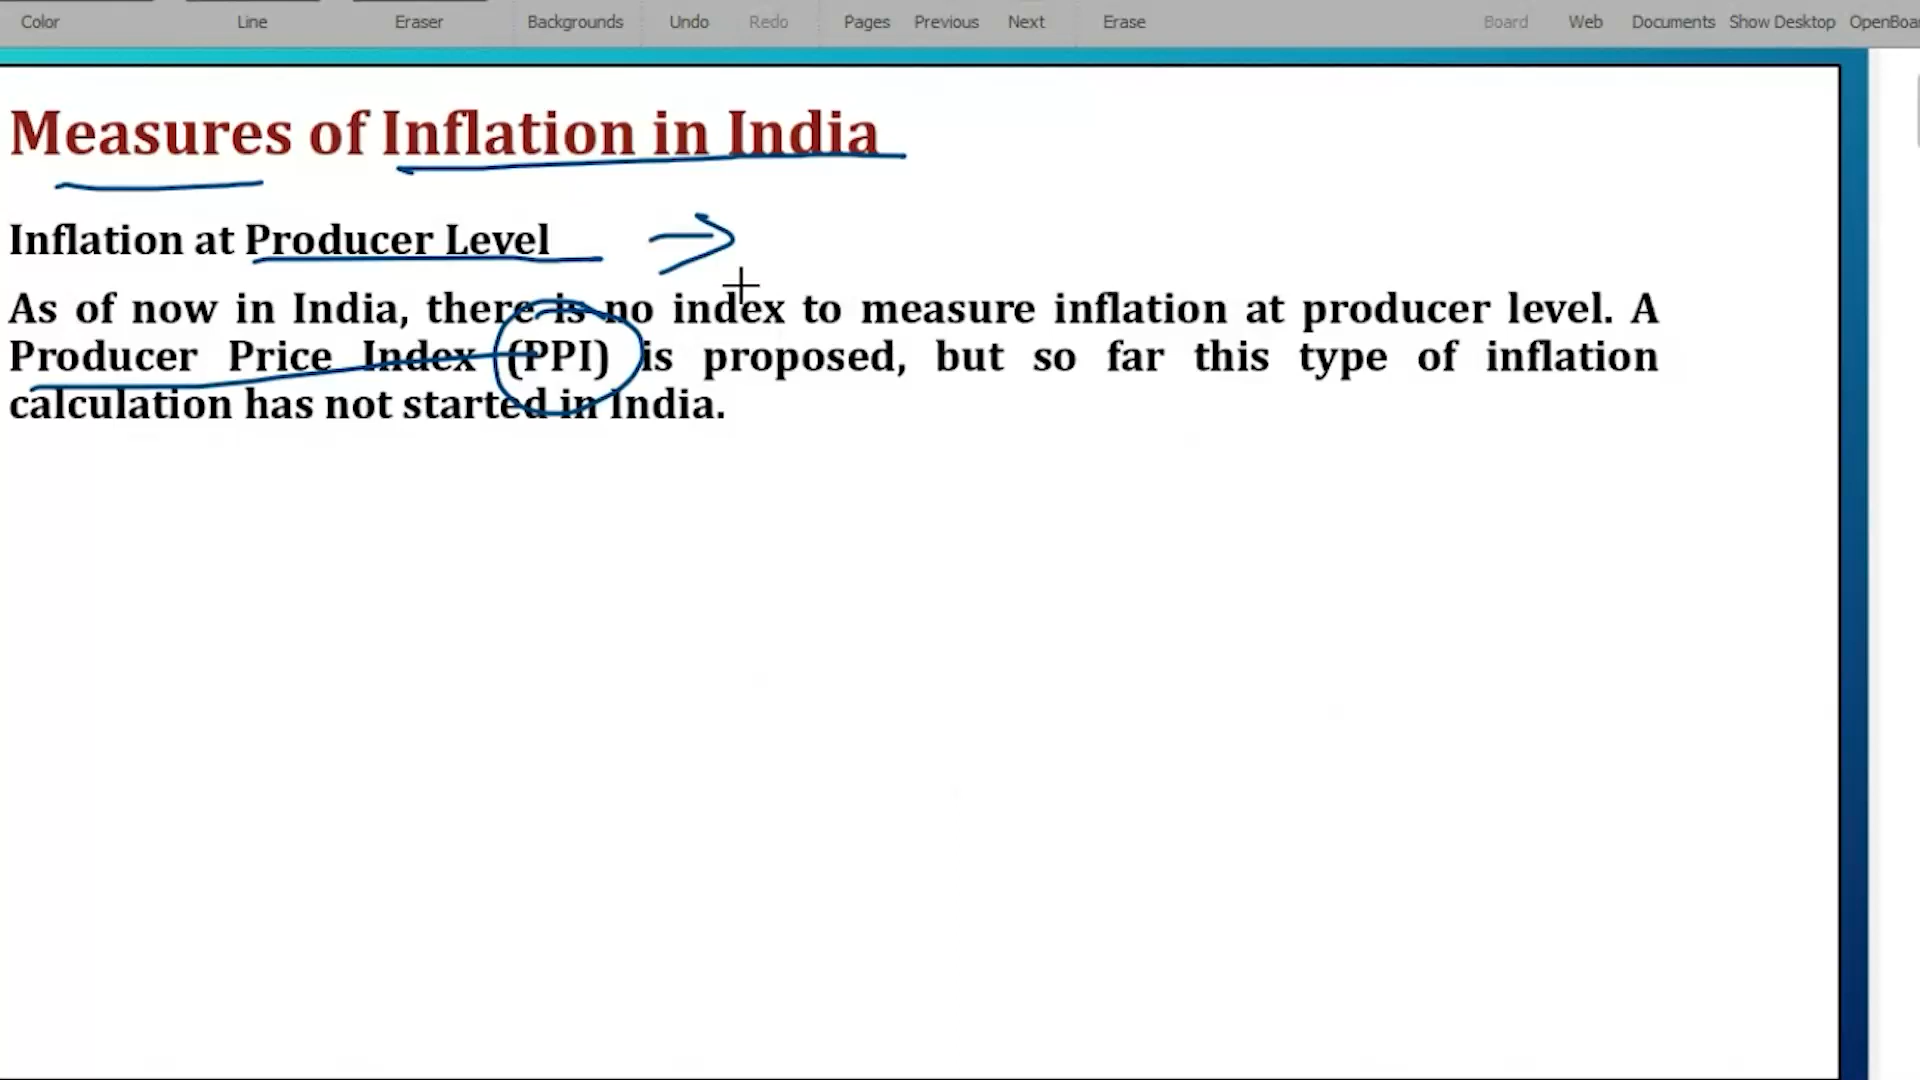 Color Line Eraser Backgrounds Undo Redo Pages Previous Next Erase Board Web Documents Show Desktop OpenBoar
Measures of Inflation in India
Inflation at Producer Level
As of now in India, there is no index to measure inflation at producer level. A
Producer Price Index (PPI) is proposed, but so far this type of inflation
calculation has not started in India.